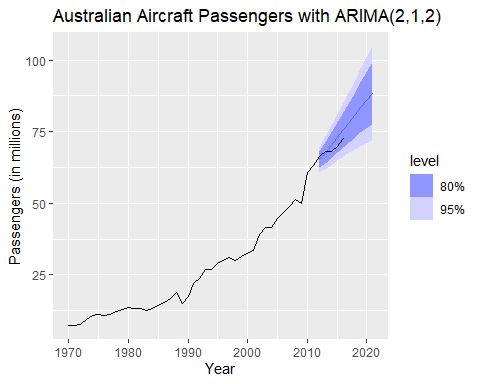 Australian Aircraft Passengers with ARIMA(2,1,2)
100
75
50
25
Passengers (in millions)
1970 1980 1990 2000 2010 2020
Year
level
80%
95%